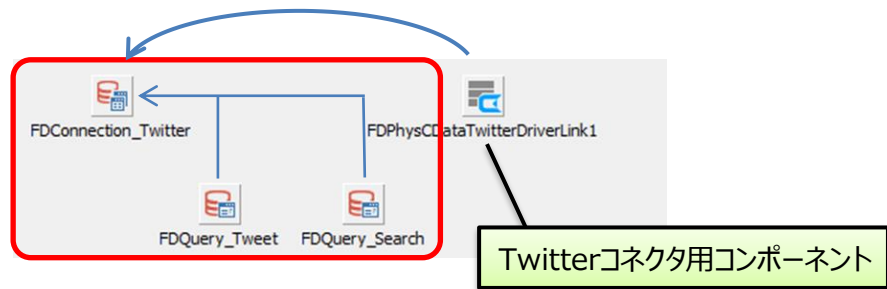 FDConnection_Twitter
FDPhysCDataTwitterDriverLink1
FDQuery_Tweet
FDQuery_Search
Twitterコネクタ用コンポーネント